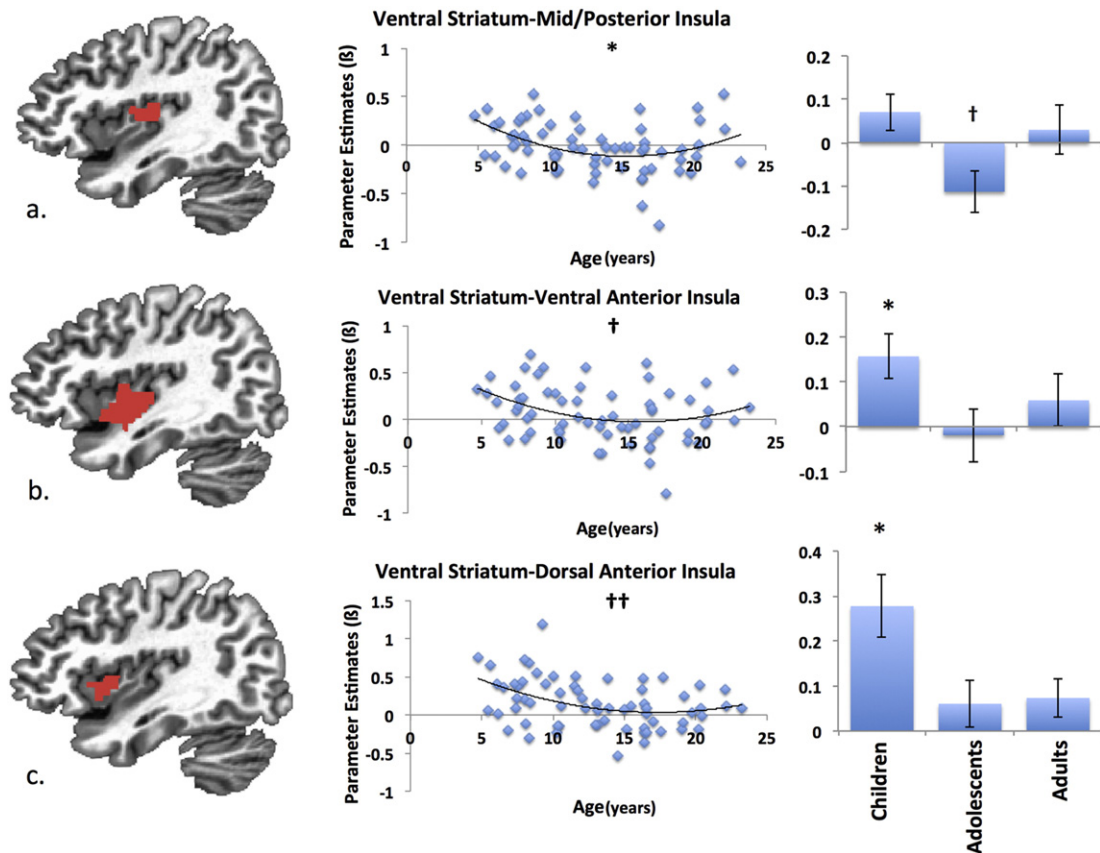 Ventral Striatum-Mid/Posterior Insula
*
Parameter Estimates (ß)
1
0.5
0
-0.5
-1
0 5 10 15 20 25
Age (years)
0.2
0.1
0
-0.1
-0.2
†
a.
Ventral Striatum-Ventral Anterior Insula
†
Parameter Estimates (ß)
1
0.5
0
-0.5
-1
0 5 10 15 20 25
Age (years)
0.3
0.2
0.1
0
-0.1
*
b.
Ventral Striatum-Dorsal Anterior Insula
††
Parameter Estimates (ß)
1.5
1
0.5
0
-0.5
-1
0 5 10 15 20 25
Age (years)
*
0.4
0.3
0.2
0.1
0
c.
Children
Adolescents
Adults